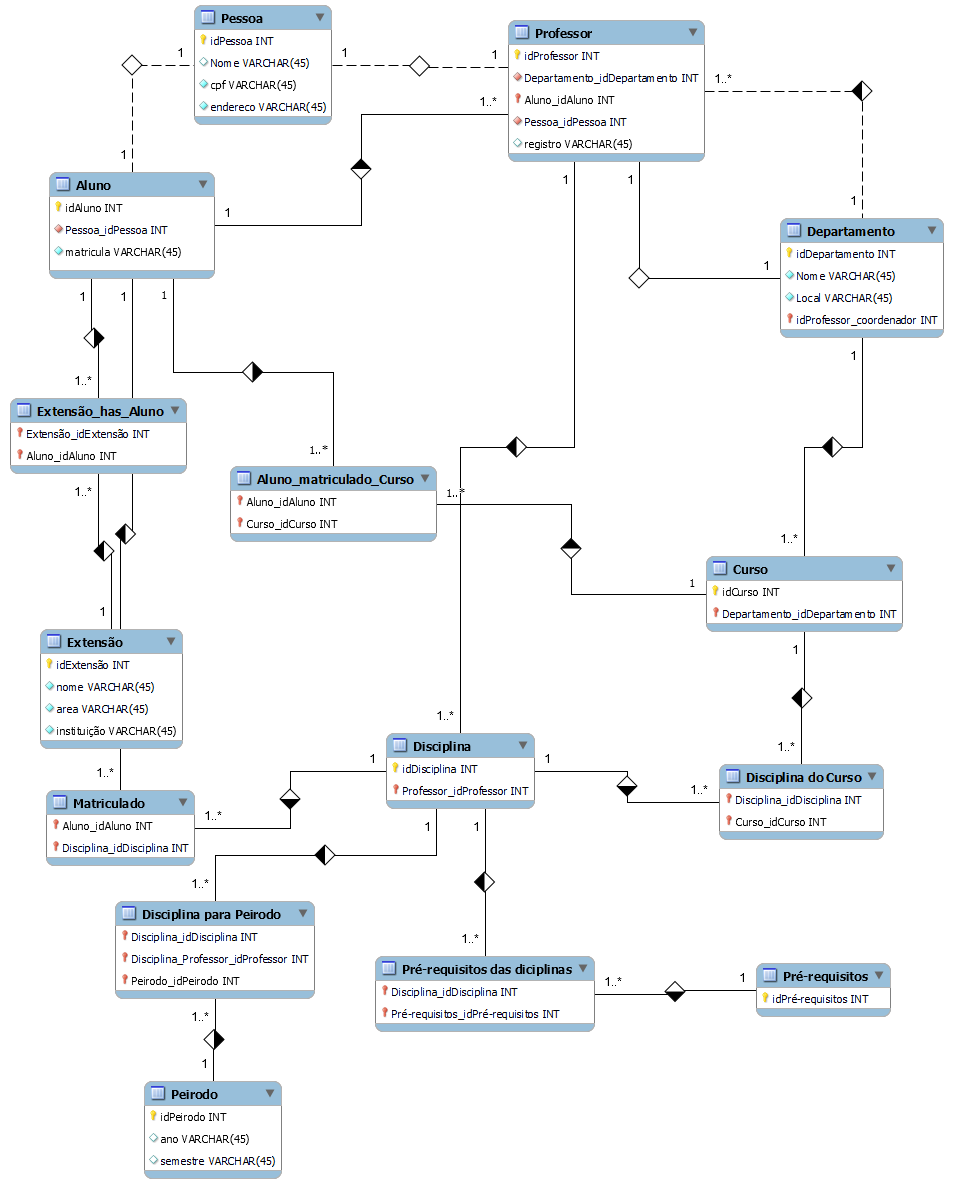 Pessoa
idPessoa INT
Nome VARCHAR(45)
cpf VARCHAR(45)
endereco VARCHAR(45)
Professor
idProfessor INT
Departamento_idDepartamento INT
Aluno_idAluno INT
Pessoa_idPessoa INT
registro VARCHAR(45)
1
1
1
1
1..*
1
1..*
1
Aluno
idAluno INT
Pessoa_idPessoa INT
matricula VARCHAR(45)
Departamento
idDepartamento INT
Nome VARCHAR(45)
Local VARCHAR(45)
idProfessor_coordenador INT
1
1
1
1
1
1
1
1..*
Extensão_has_Aluno
Extensão_idExtensão INT
Aluno_idAluno INT
1..*
1..*
Aluno_matriculado_Curso
Aluno_idAluno INT
Curso_idCurso INT
1..*
1
1..*
Curso
idCurso INT
Departamento_idDepartamento INT
1
1
Extensão
idExtensão INT
nome VARCHAR(45)
area VARCHAR(45)
instituição VARCHAR(45)
1..*
1..*
Disciplina
idDisciplina INT
Professor_idProfessor INT
1..*
1
1
Disciplina do Curso
Disciplina_idDisciplina INT
Curso_idCurso INT
1..*
Matriculado
Aluno_idAluno INT
Disciplina_idDisciplina INT
1..*
1
1
1..*
Disciplina para Peirodo
Disciplina_idDisciplina INT
Disciplina_Professor_idProfessor INT
Peirodo_idPeirodo INT
1..*
Pré-requisitos das diciplinas
Disciplina_idDisciplina INT
Pré-requisitos_idPré-requisitos INT
1..*
1
Pré-requisitos
idPré-requisitos INT
1..*
1
Peirodo
idPeirodo INT
ano VARCHAR(45)
semestre VARCHAR(45)